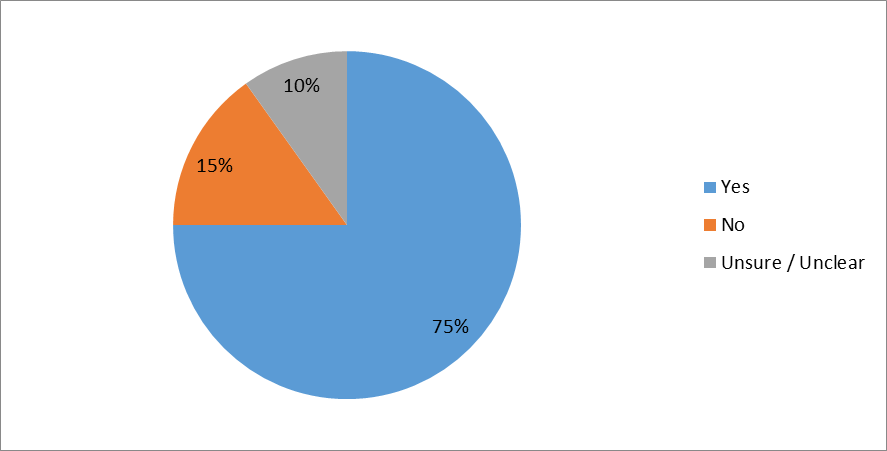 10%
15%
75%
Yes
No
Unsure / Unclear